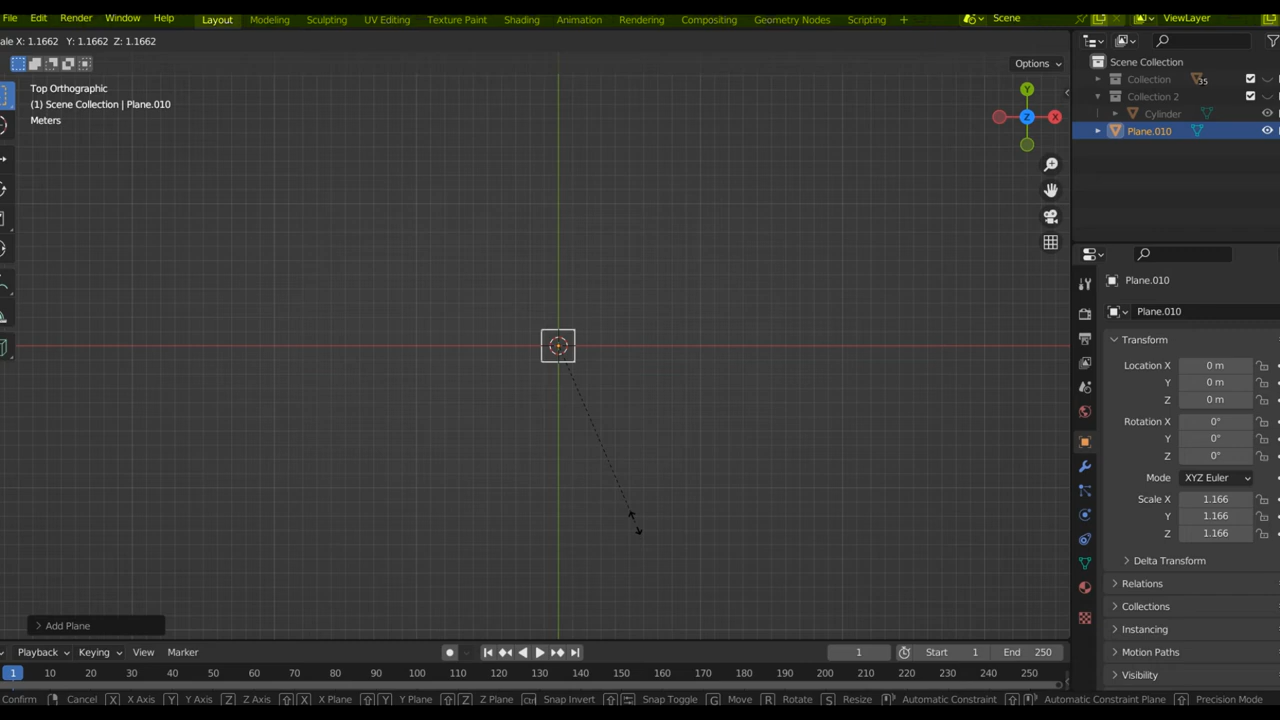 File Edit Render Window Help Layout Modeling Sculpting UV Editing Texture Paint Shading Animation Rendering Compositing Geometry Nodes Scripting + Scene ViewLayer
ale X: 1.1662 Y: 1.1662 Z: 1.1662
Options
Top Orthographic
(1) Scene Collection | Plane.010
Meters
Y
Z
X
Scene Collection
Collection 35
Collection 2
Cylinder
Plane.010
Plane.010
Plane.010
Transform
Location X 0 m
Y 0 m
Z 0 m
Rotation X 0°
Y 0°
Z 0°
Mode XYZ Euler
Scale X 1.166
Y 1.166
Z 1.166
Delta Transform
Relations
Collections
Instancing
Motion Paths
Visibility
Add Plane
Playback Keying View Marker 1 Start 1 End 250
1 10 20 30 40 50 60 70 80 90 100 110 120 130 140 150 160 170 180 190 200 210 220 230 240 250
Confirm Cancel X X Axis Y Y Axis Z Z Axis X X Plane Y Y Plane Z Z Plane Snap Invert Snap Toggle G Move R Rotate S Resize Automatic Constraint Automatic Constraint Plane Precision Mode